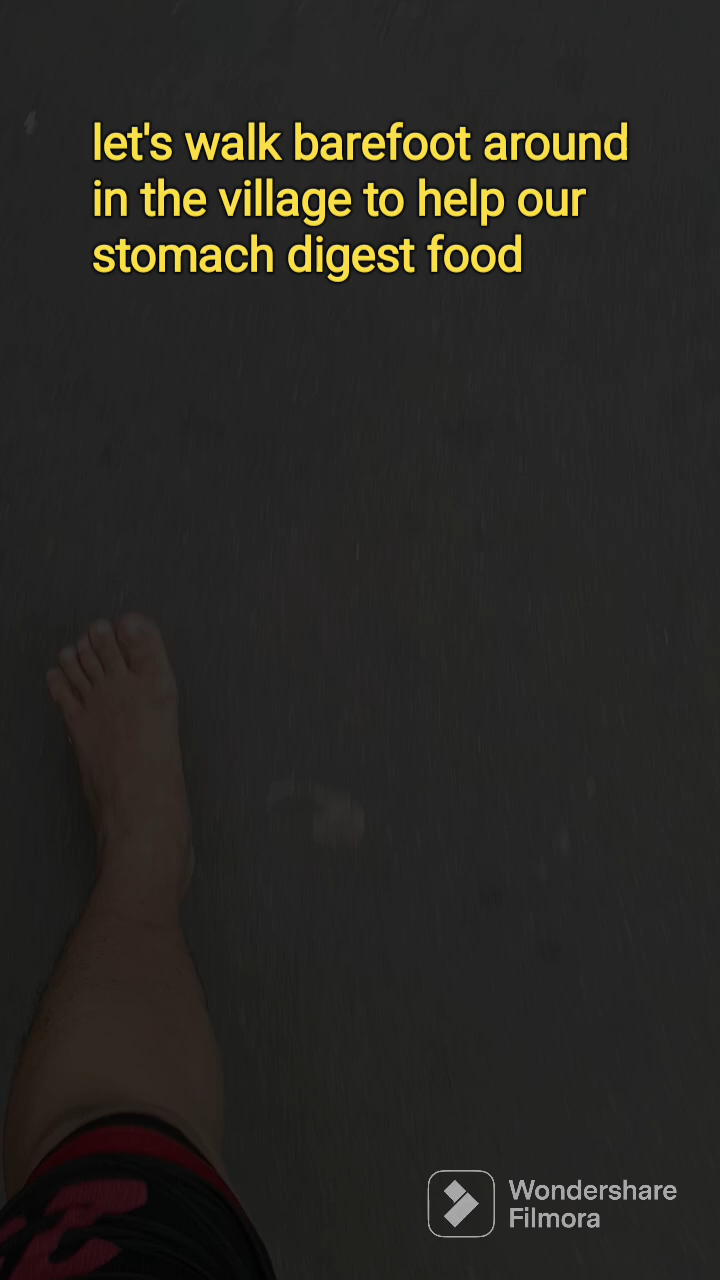 let's walk barefoot around
in the village to help our
stomach digest food
Wondershare
Filmora